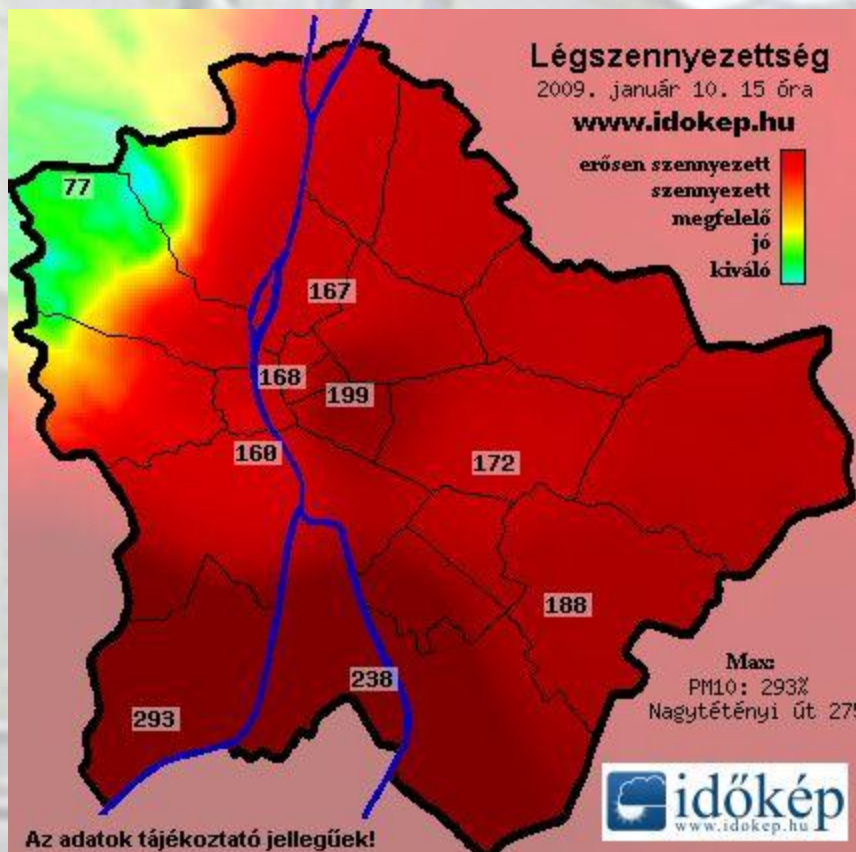 Légszennyezettség
2009. január 10. 15 óra
www.idokep.hu
erősen szennyezett
szennyezett
megfelelő
jó
kiváló
77
167
168
199
160
172
188
238
293
Max:
PM10: 293%
Nagytétényi út 275
időkép
www.idokep.hu
Az adatok tájékoztató jellegűek!